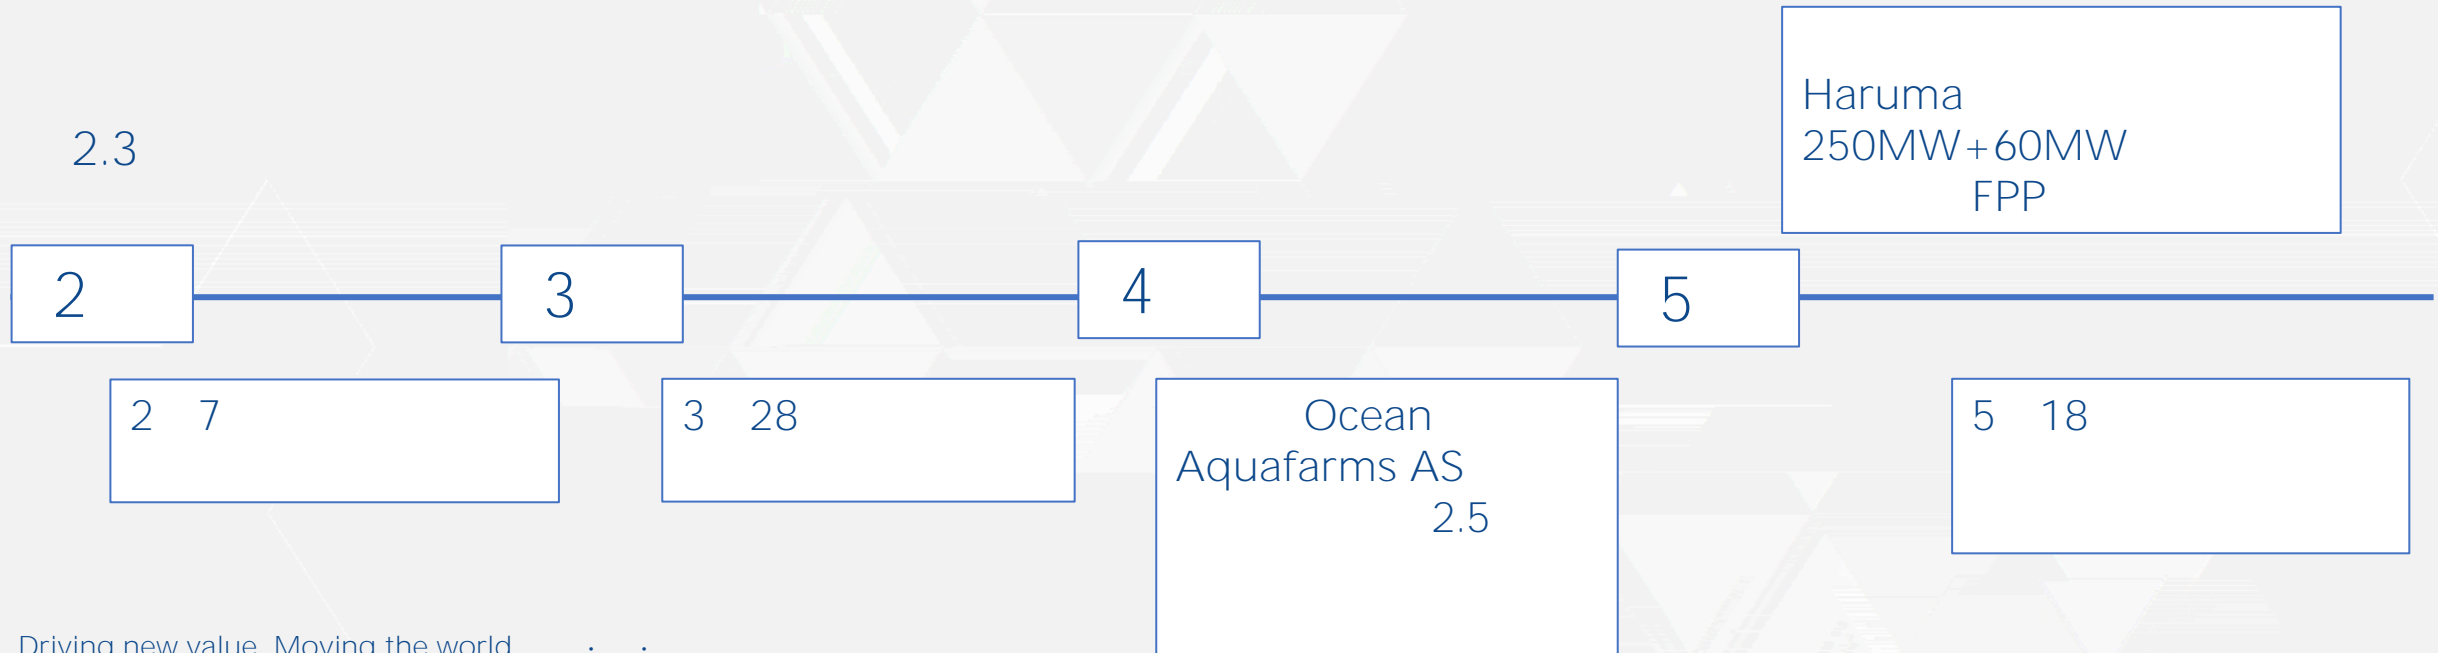 Haruma
250MW+60MW
FPP
2.3
2
3
4
5
2 7
3 28
Ocean
Aquafarms AS
2.5
5 18
Driving new value, Moving the world